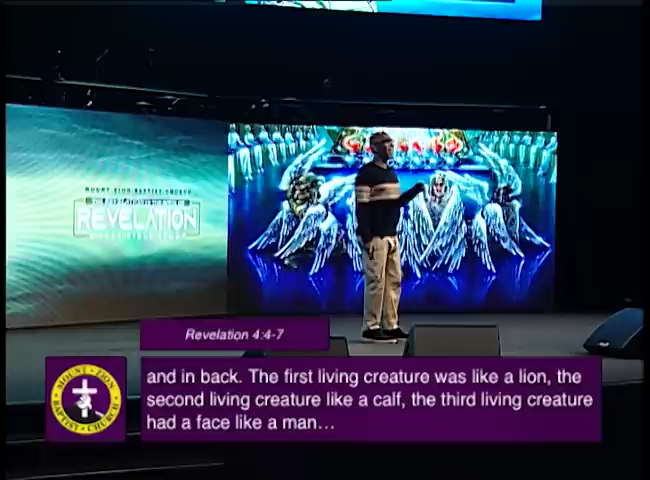 MOUNT ZION BAPTIST CHURCH
REVELATION
Revelation 4:4-7
and in back. The first living creature was like a lion, the
second living creature like a calf, the third living creature
had a face like a man…
MOUNT ZION
BAPTIST CHURCH